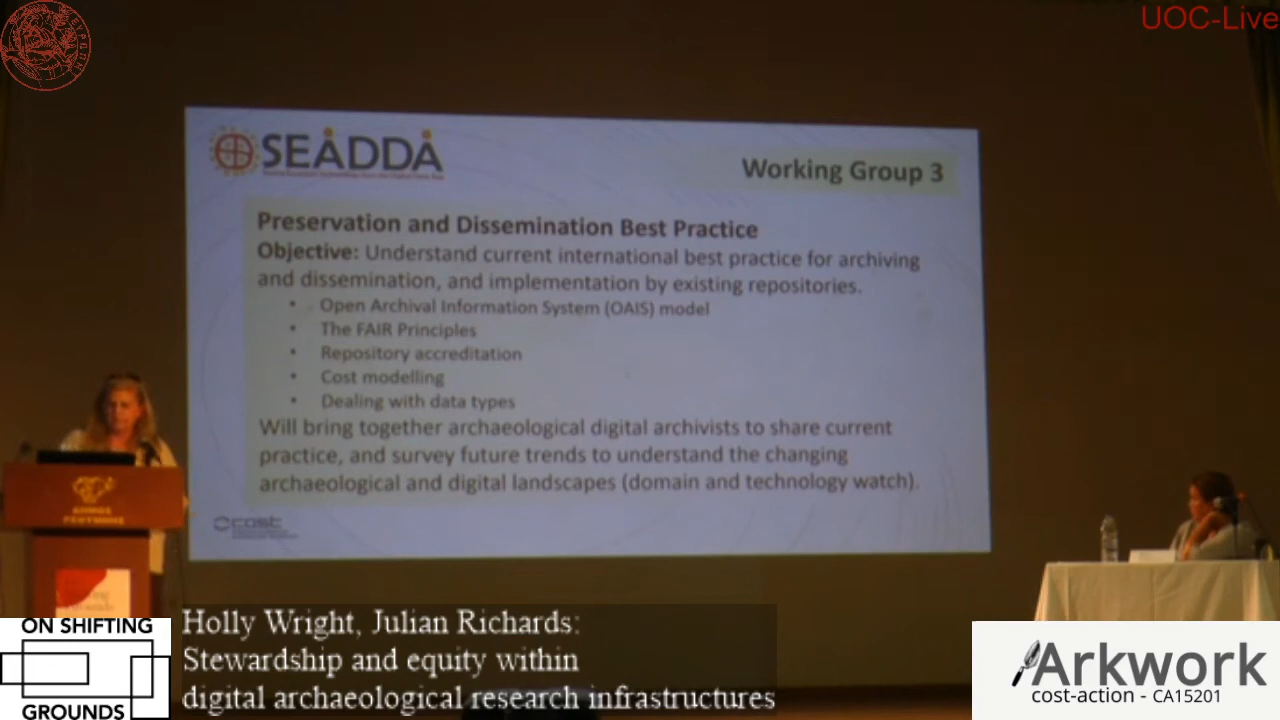 UOC-Live
SEADDA
Working Group 3
Preservation and Dissemination Best Practice
Objective: Understand current international best practice for archiving
and dissemination, and implementation by existing repositories.
• Open Archival Information System (OAIS) model
• The FAIR Principles
• Repository accreditation
• Cost modelling
• Dealing with data types
Will bring together archaeological digital archivists to share current
practice, and survey future trends to understand the changing
archaeological and digital landscapes (domain and technology watch).
cost
ΔΗΜΟΣ
ΡΕΘΥΜΝΗΣ
ON SHIFTING
GROUNDS
Holly Wright, Julian Richards:
Stewardship and equity within
digital archaeological research infrastructures
Arkwork
cost-action - CA15201